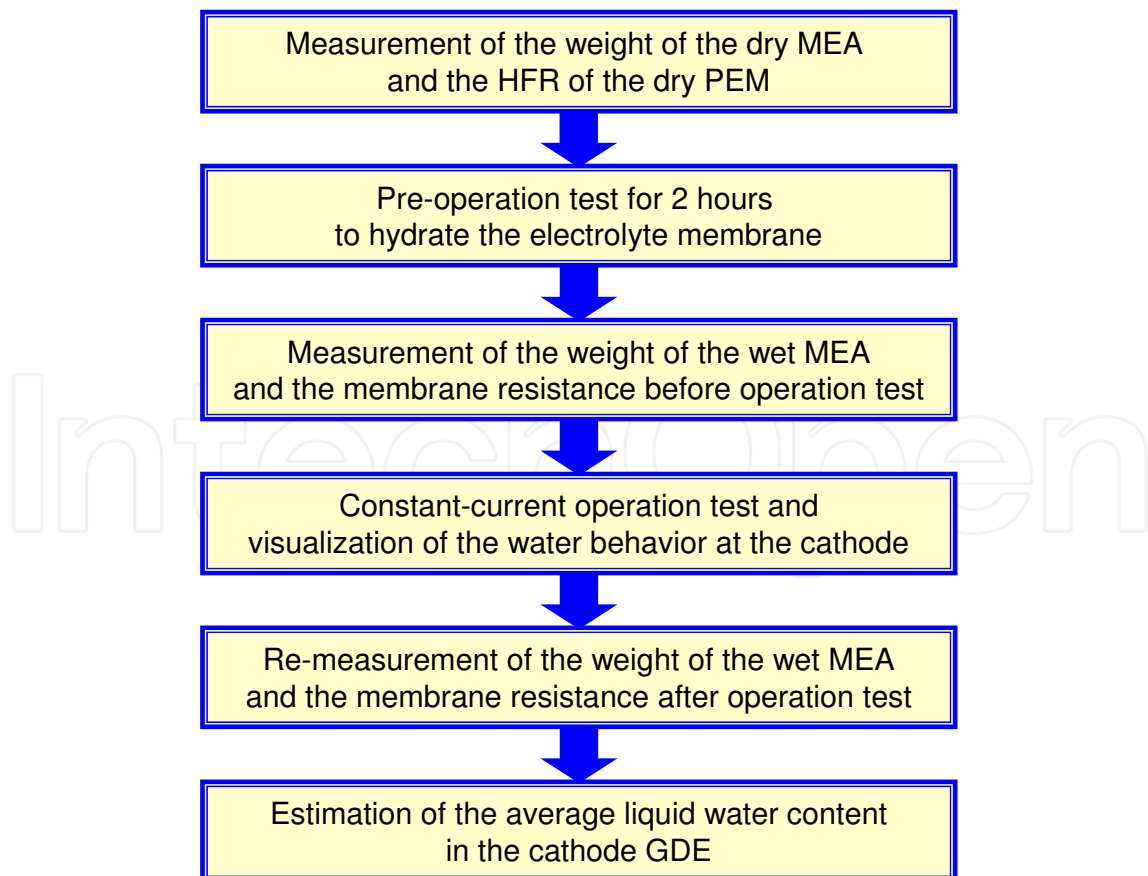 Measurement of the weight of the dry MEA
and the HFR of the dry PEM
Pre-operation test for 2 hours
to hydrate the electrolyte membrane
Measurement of the weight of the wet MEA
and the membrane resistance before operation test
IntechOpen
Constant-current operation test and
visualization of the water behavior at the cathode
Re-measurement of the weight of the wet MEA
and the membrane resistance after operation test
Estimation of the average liquid water content
in the cathode GDE